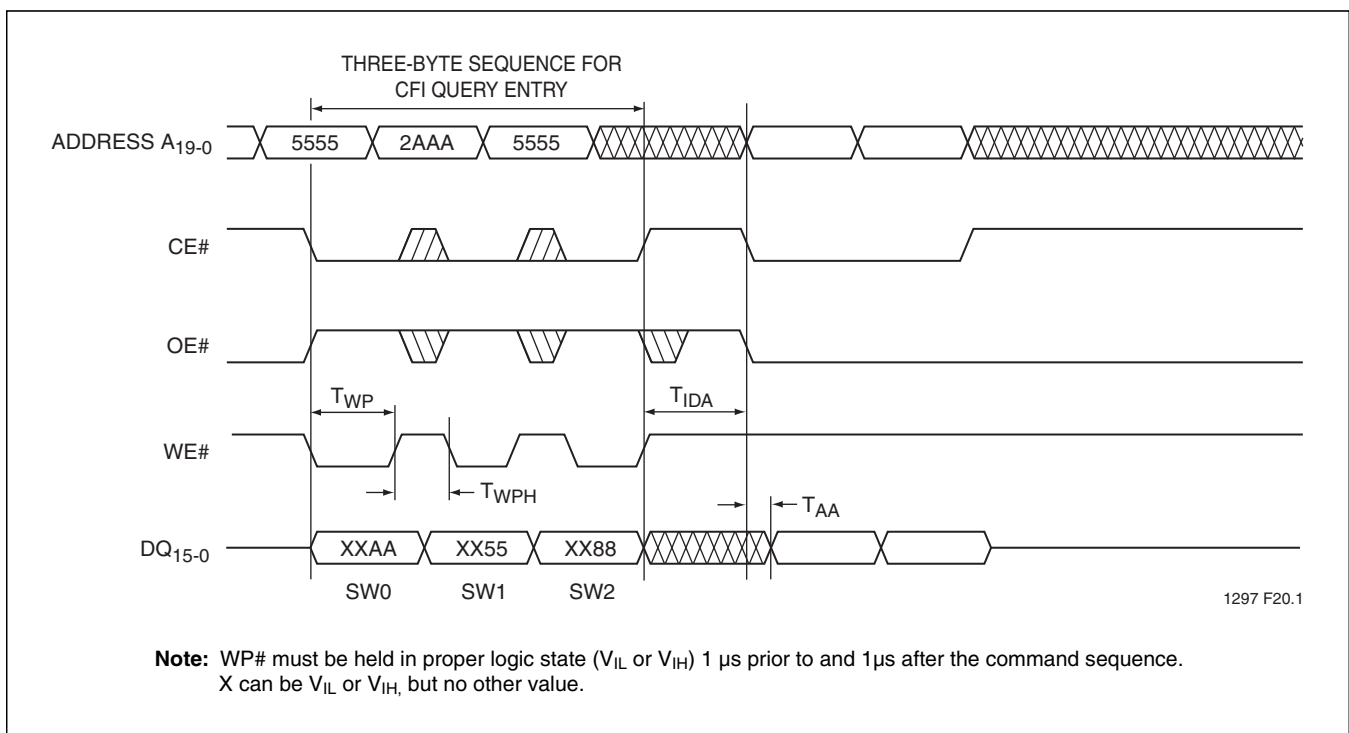 THREE-BYTE SEQUENCE FOR
CFI QUERY ENTRY
ADDRESS A19-0
5555 2AAA 5555
CE#
OE#
TWP TIDA
WE#
TWPH
TAA
DQ15-0
XXAA XX55 XX88
SW0 SW1 SW2
1297 F20.1
Note: WP# must be held in proper logic state (VIL or VIH) 1 µs prior to and 1µs after the command sequence.
X can be VIL or VIH, but no other value.